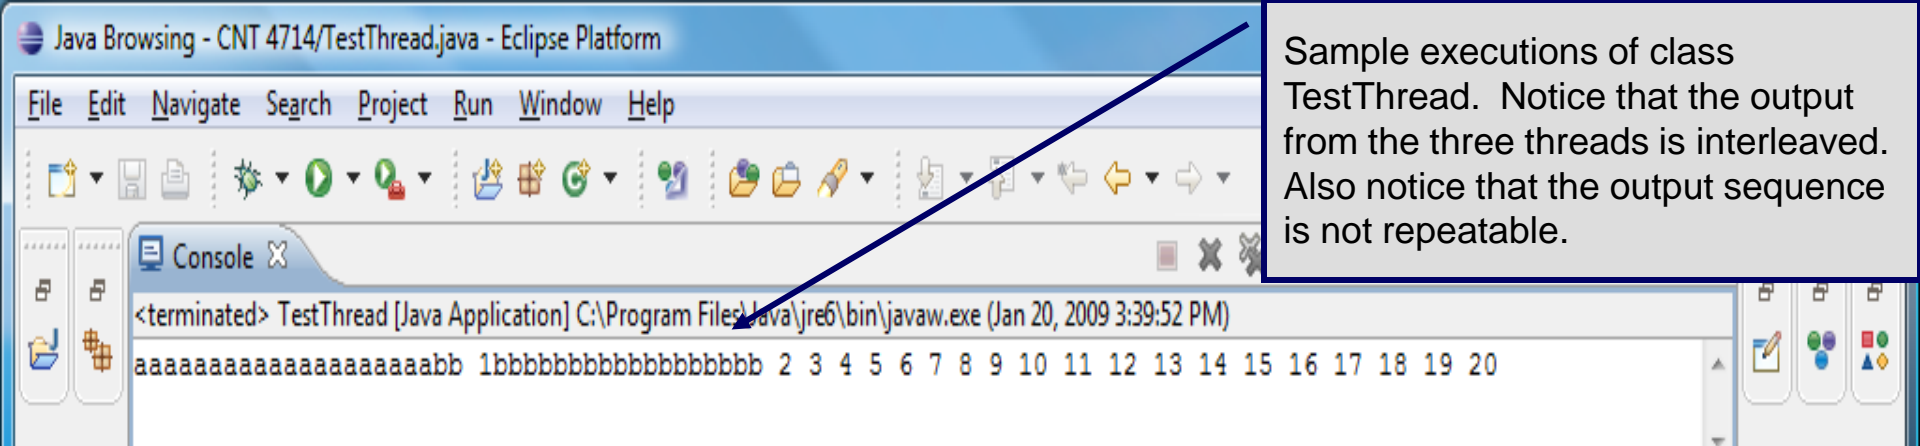 Java Browsing - CNT 4714/TestThread.java - Eclipse Platform
File Edit Navigate Search Project Run Window Help
Sample executions of class
TestThread. Notice that the output
from the three threads is interleaved.
Also notice that the output sequence
is not repeatable.
Console
<terminated> TestThread [Java Application] C:\Program Files\Java\jre6\bin\javaw.exe (Jan 20, 2009 3:39:52 PM)
aaaaaaaaaaaaaaaaaaaabb 1bbbbbbbbbbbbbbbbbb 2 3 4 5 6 7 8 9 10 11 12 13 14 15 16 17 18 19 20